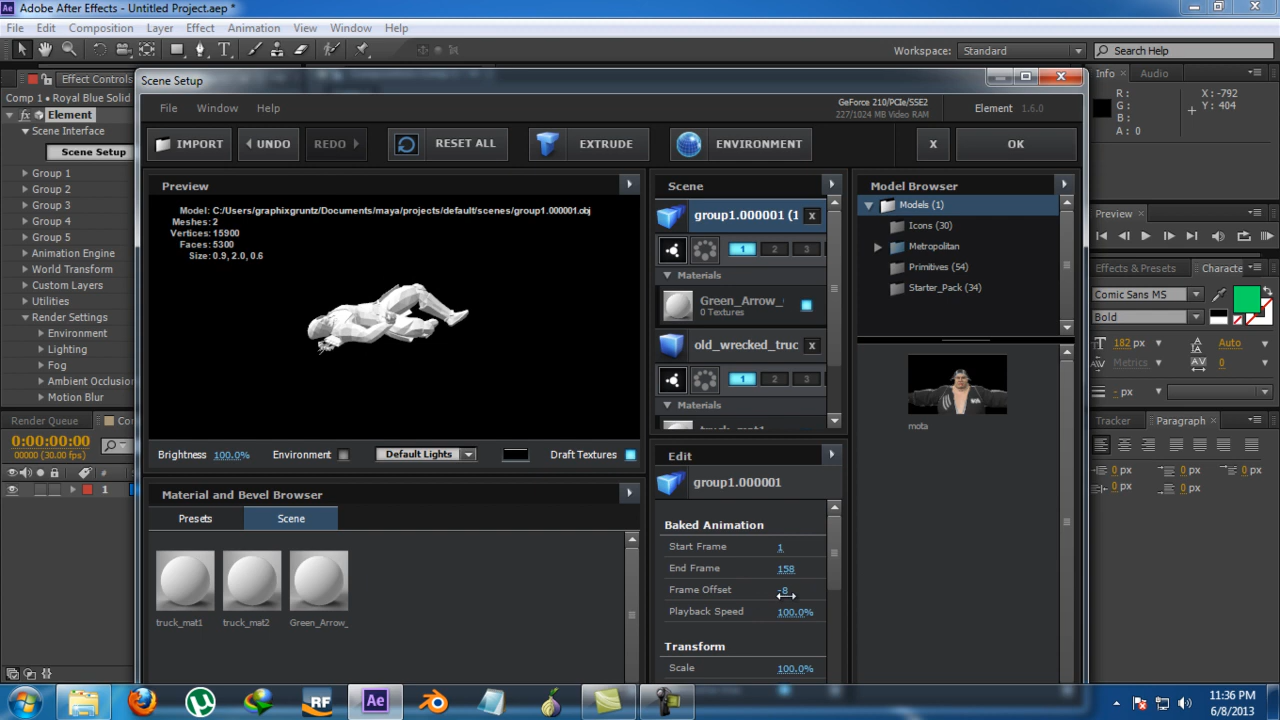 Adobe After Effects - Untitled Project.aep *
File Edit Composition Layer Effect Animation View Window Help
Workspace: Standard
Search Help
Effect Controls
Comp 1 • Royal Blue Solid
fx Element
Scene Interface
Scene Setup
Group 1
Group 2
Group 3
Group 4
Group 5
Animation Engine
World Transform
Custom Layers
Utilities
Render Settings
Environment
Lighting
Fog
Ambient Occlusion
Motion Blur
Render Queue
0:00:00:00
00000 (30.00 fps)
1
Scene Setup
File Window Help
GeForce 210/PCIe/SSE2
227/1024 MB Video RAM
Element 1.6.0
IMPORT UNDO REDO RESET ALL EXTRUDE ENVIRONMENT X OK
Preview
Model: C:/Users/graphixgruntz/Documents/maya/projects/default/scenes/group1.000001.obj
Meshes: 2
Vertices: 15900
Faces: 5300
Size: 0.9, 2.0, 0.6
Brightness 100.0% Environment Default Lights Draft Textures
Material and Bevel Browser
Presets Scene
truck_mat1 truck_mat2 Green_Arrow_
Scene
group1.000001 (1 x
1 2 3
Materials
Green_Arrow_
0 Textures
old_wrecked_truc x
1 2 3
Materials
truck_mat1
Edit
group1.000001
Baked Animation
Start Frame 1
End Frame 158
Frame Offset -8
Playback Speed 100.0%
Transform
Scale 100.0%
Model Browser
Models (1)
Icons (30)
Metropolitan
Primitives (54)
Starter_Pack (34)
mota
Info Audio
R:
G:
B:
A: 0
X: -792
Y: 404
Preview
Effects & Presets Characte
Comic Sans MS
Bold
182 px Auto
Metrics 0
- px
Tracker Paragraph
0 px 0 px 0 px
0 px 0 px
RF Ae
11:36 PM
6/8/2013